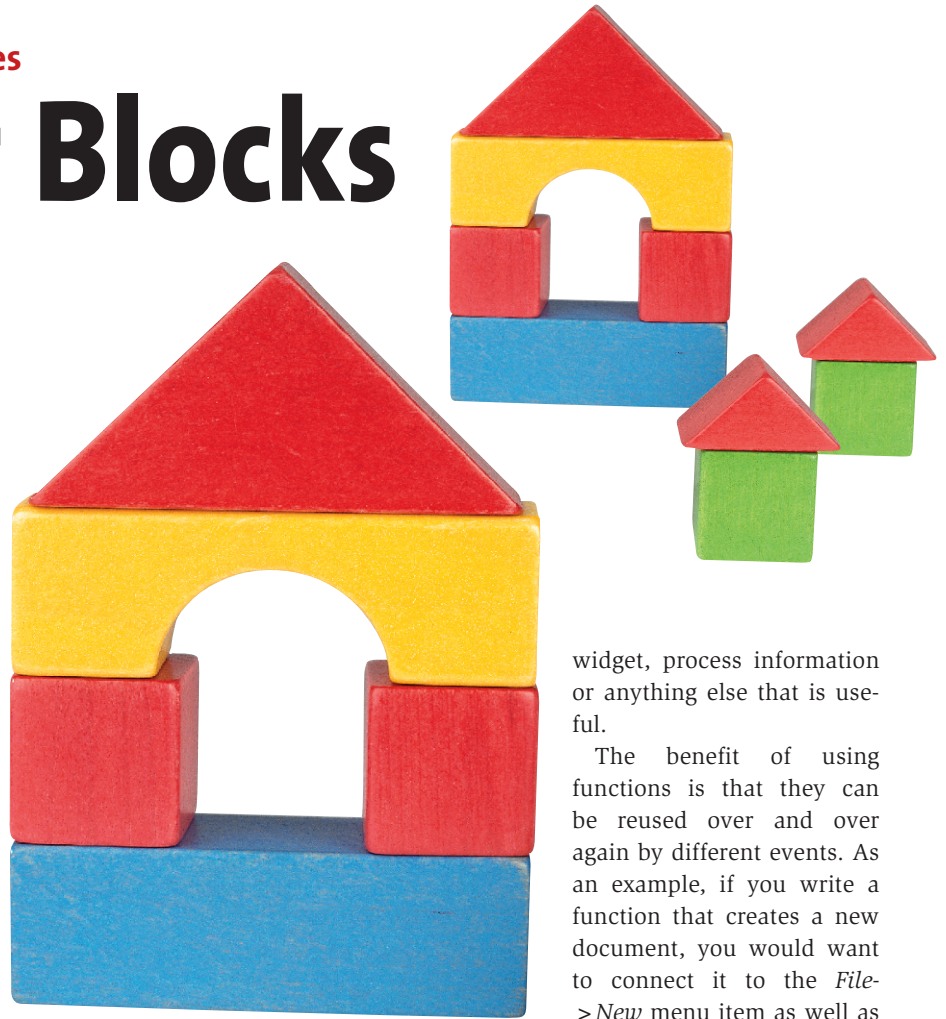 es
Blocks
widget, process information
or anything else that is use-
ful.
The benefit of using
functions is that they can
be reused over and over
again by different events. As
an example, if you write a
function that creates a new
document, you would want
to connect it to the File-
>New menu item as well as